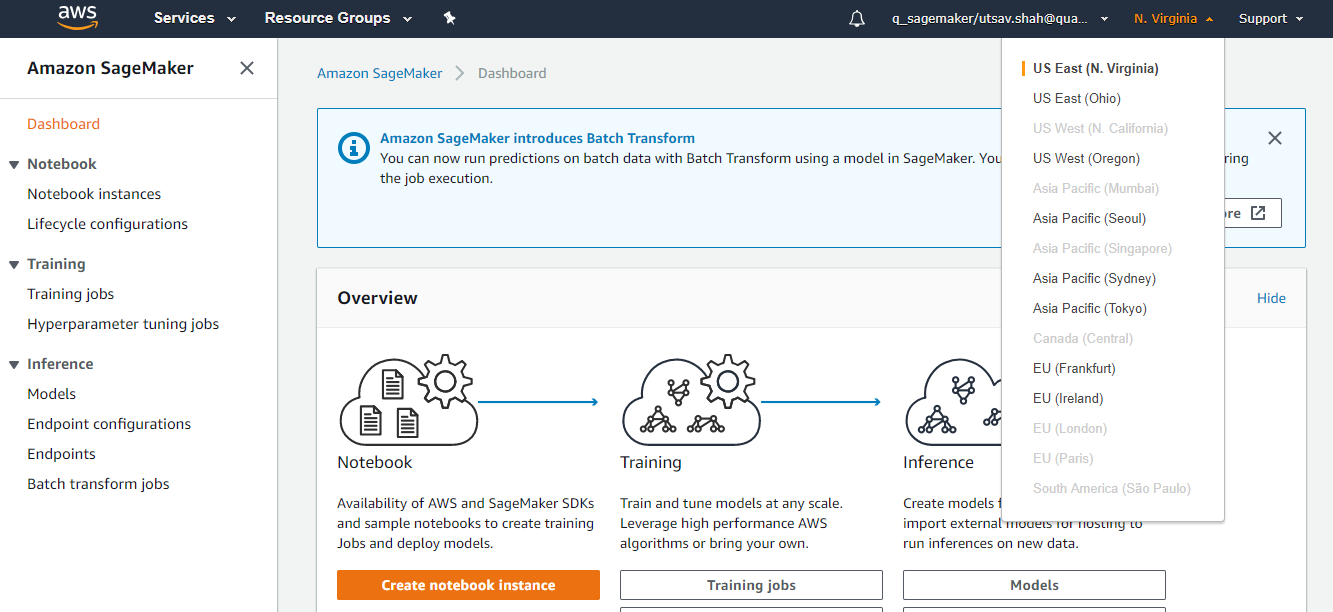 aws
Services
Resource Groups
q_sagemaker/utsav.shah@qua...
N. Virginia
Support
Amazon SageMaker
Dashboard
Notebook
Notebook instances
Lifecycle configurations
Training
Training jobs
Hyperparameter tuning jobs
Inference
Models
Endpoint configurations
Endpoints
Batch transform jobs
Amazon SageMaker
Dashboard
Amazon SageMaker introduces Batch Transform
You can now run predictions on batch data with Batch Transform using a model in SageMaker. You
ring
the job execution.
re
Overview
Hide
Notebook
Availability of AWS and SageMaker SDKs
and sample notebooks to create training
Jobs and deploy models.
Create notebook instance
Training
Train and tune models at any scale.
Leverage high performance AWS
algorithms or bring your own.
Training jobs
Inference
Create models f
import external models for hosting to
run inferences on new data.
Models
US East (N. Virginia)
US East (Ohio)
US West (N. California)
US West (Oregon)
Asia Pacific (Mumbai)
Asia Pacific (Seoul)
Asia Pacific (Singapore)
Asia Pacific (Sydney)
Asia Pacific (Tokyo)
Canada (Central)
EU (Frankfurt)
EU (Ireland)
EU (London)
EU (Paris)
South America (São Paulo)